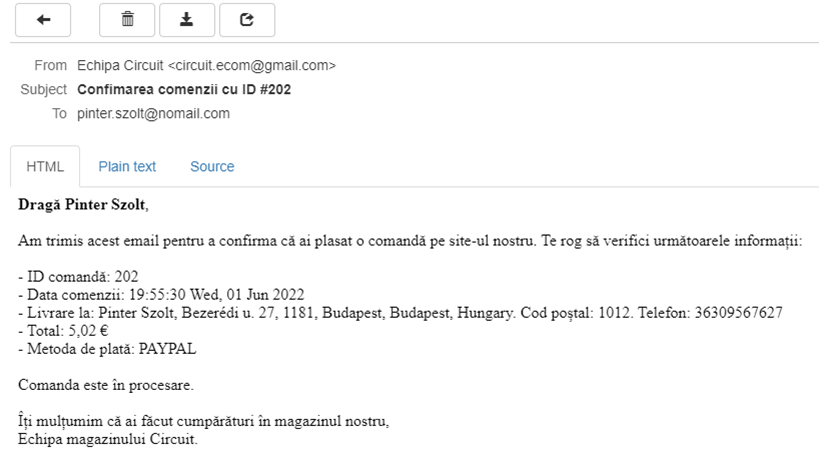 From Echipa Circuit <circuit.ecom@gmail.com>
Subject Confimarea comenzii cu ID #202
To pinter.szolt@nomail.com
HTML Plain text Source
Dragă Pinter Szolt,
Am trimis acest email pentru a confirma că ai plasat o comandă pe site-ul nostru. Te rog să verifici următoarele informații:
- ID comandă: 202
- Data comenzii: 19:55:30 Wed, 01 Jun 2022
- Livrare la: Pinter Szolt, Bezerédi u. 27, 1181, Budapest, Budapest, Hungary. Cod poștal: 1012. Telefon: 36309567627
- Total: 5,02 €
- Metoda de plată: PAYPAL
Comanda este în procesare.
Îți mulțumim că ai făcut cumpărături în magazinul nostru,
Echipa magazinului Circuit.